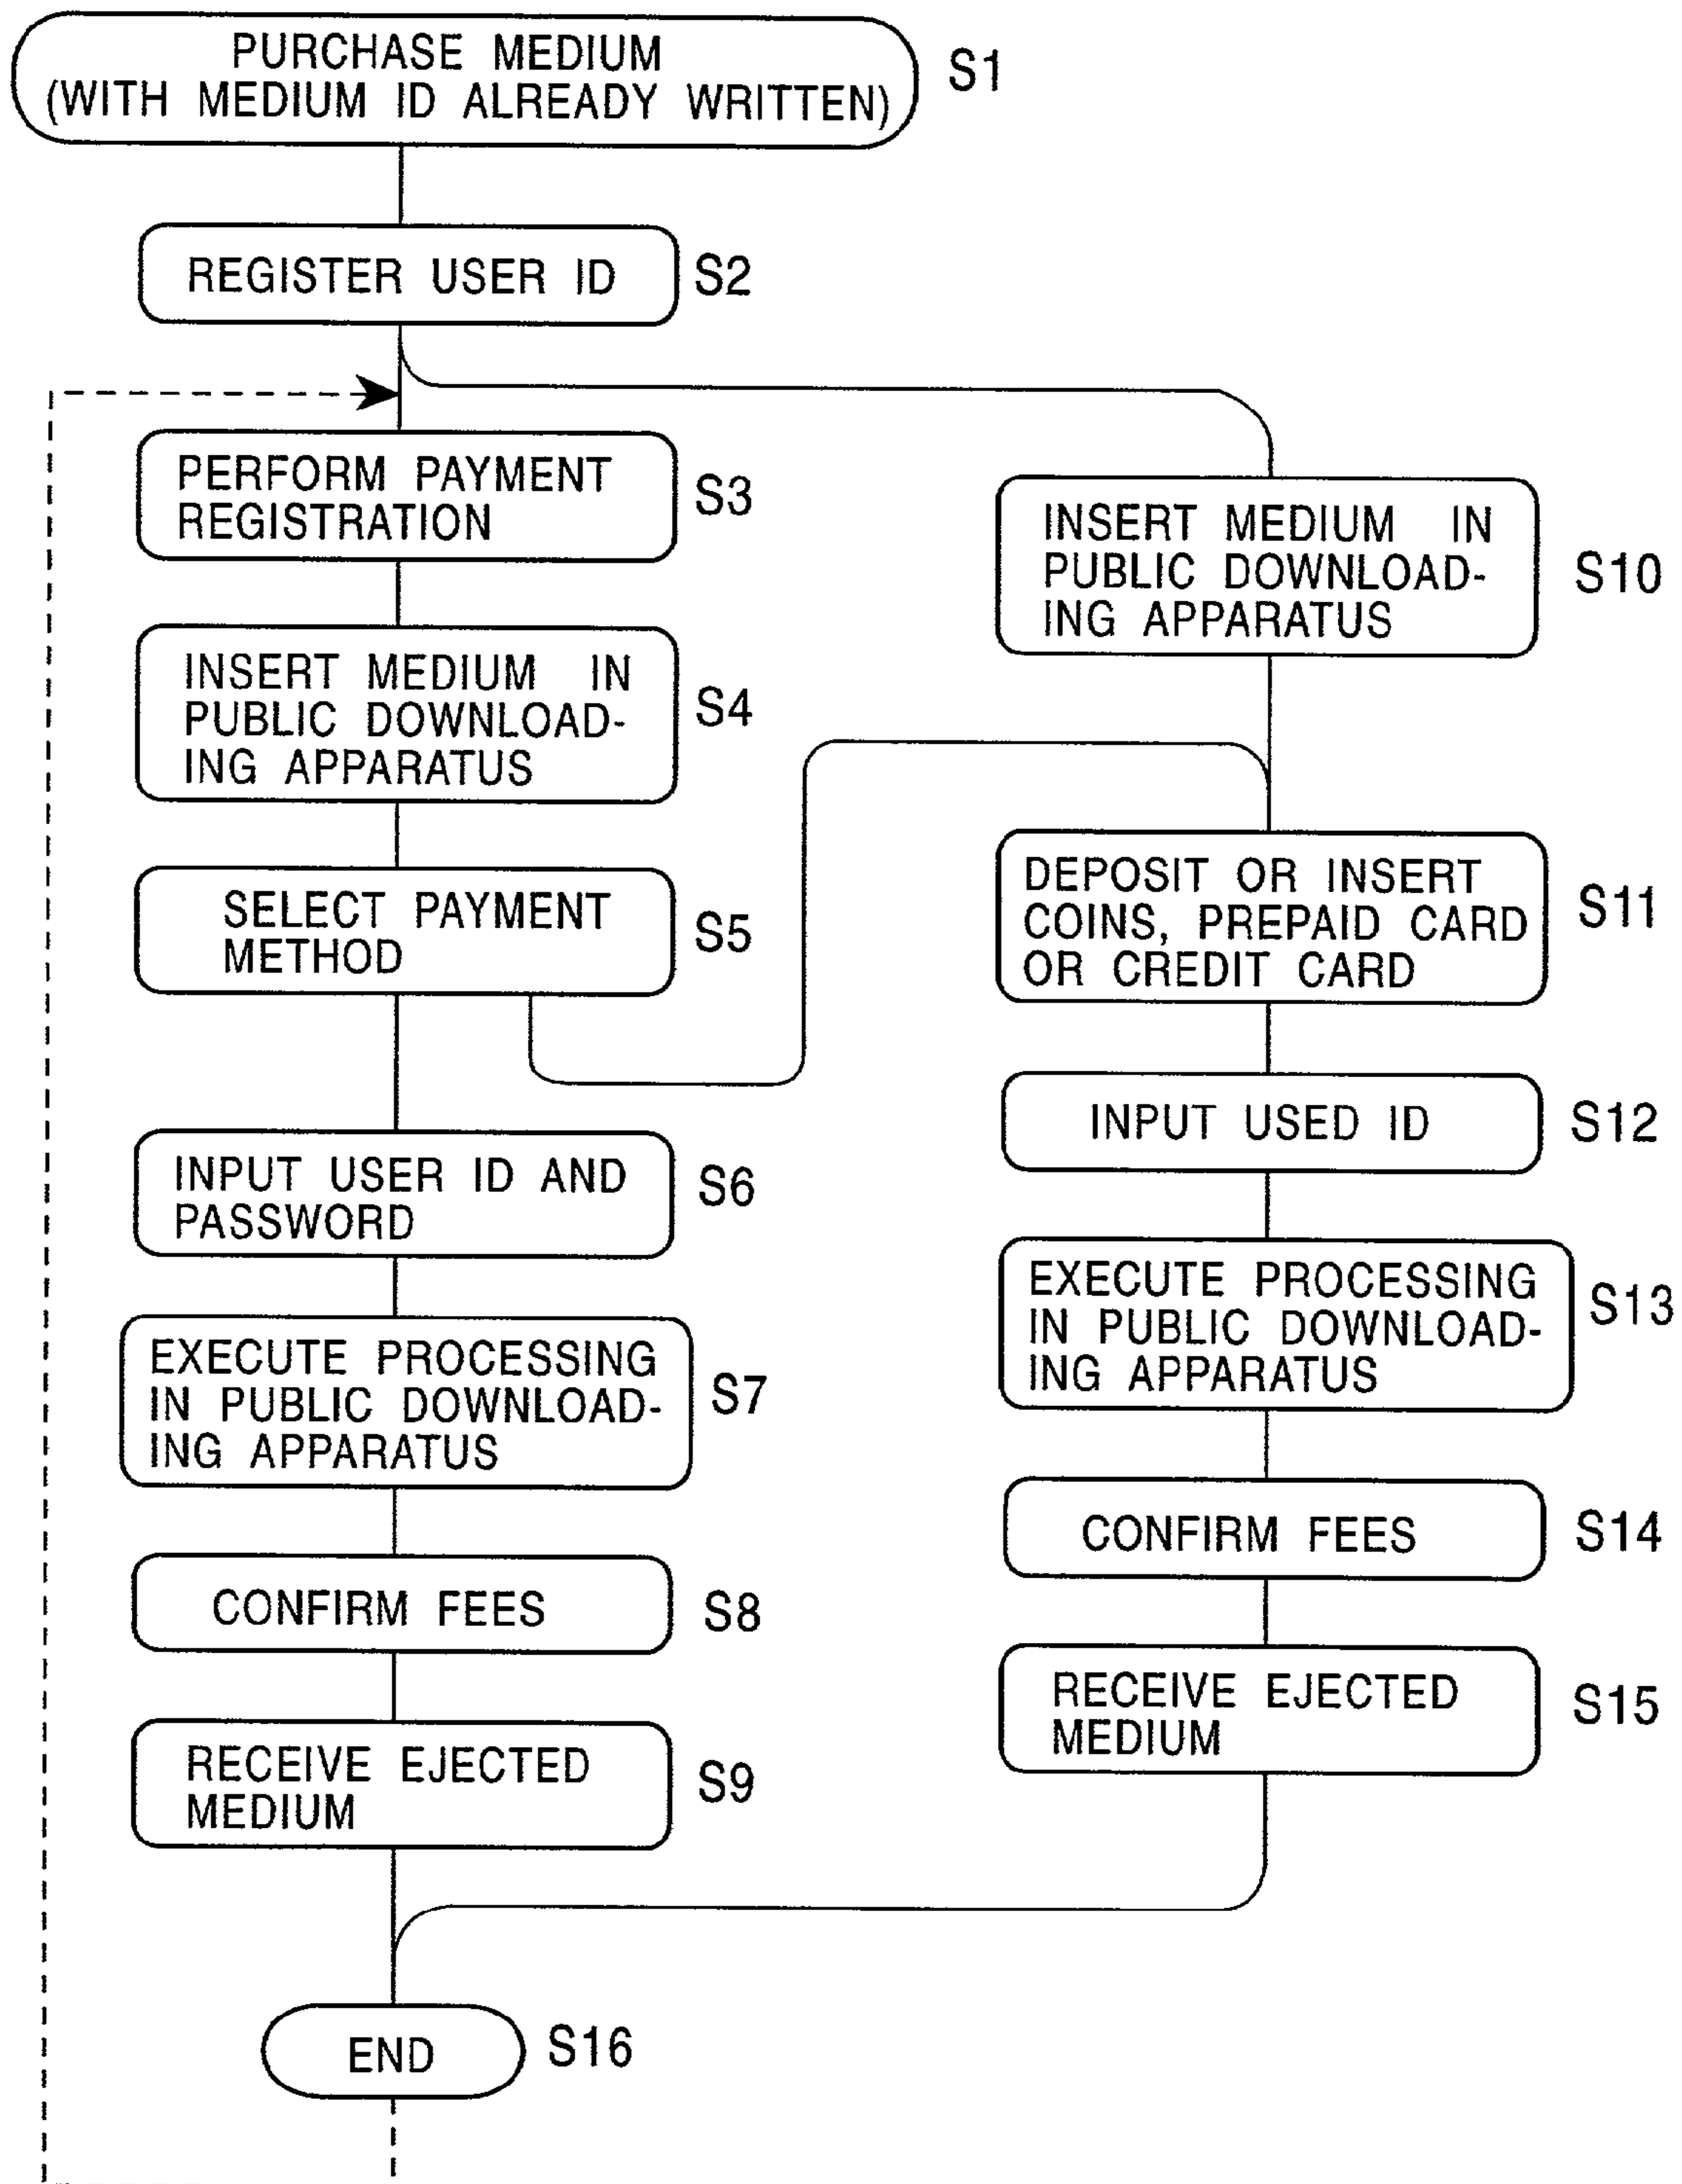 PURCHASE MEDIUM
(WITH MEDIUM ID ALREADY WRITTEN)
S1
REGISTER USER ID
S2
PERFORM PAYMENT
REGISTRATION
S3
INSERT MEDIUM IN
PUBLIC DOWNLOAD-
ING APPARATUS
S4
SELECT PAYMENT
METHOD
S5
INPUT USER ID AND
PASSWORD
S6
EXECUTE PROCESSING
IN PUBLIC DOWNLOAD-
ING APPARATUS
S7
CONFIRM FEES
S8
RECEIVE EJECTED
MEDIUM
S9
INSERT MEDIUM IN
PUBLIC DOWNLOAD-
ING APPARATUS
S10
DEPOSIT OR INSERT
COINS, PREPAID CARD
OR CREDIT CARD
S11
INPUT USED ID
S12
EXECUTE PROCESSING
IN PUBLIC DOWNLOAD-
ING APPARATUS
S13
CONFIRM FEES
S14
RECEIVE EJECTED
MEDIUM
S15
END
S16